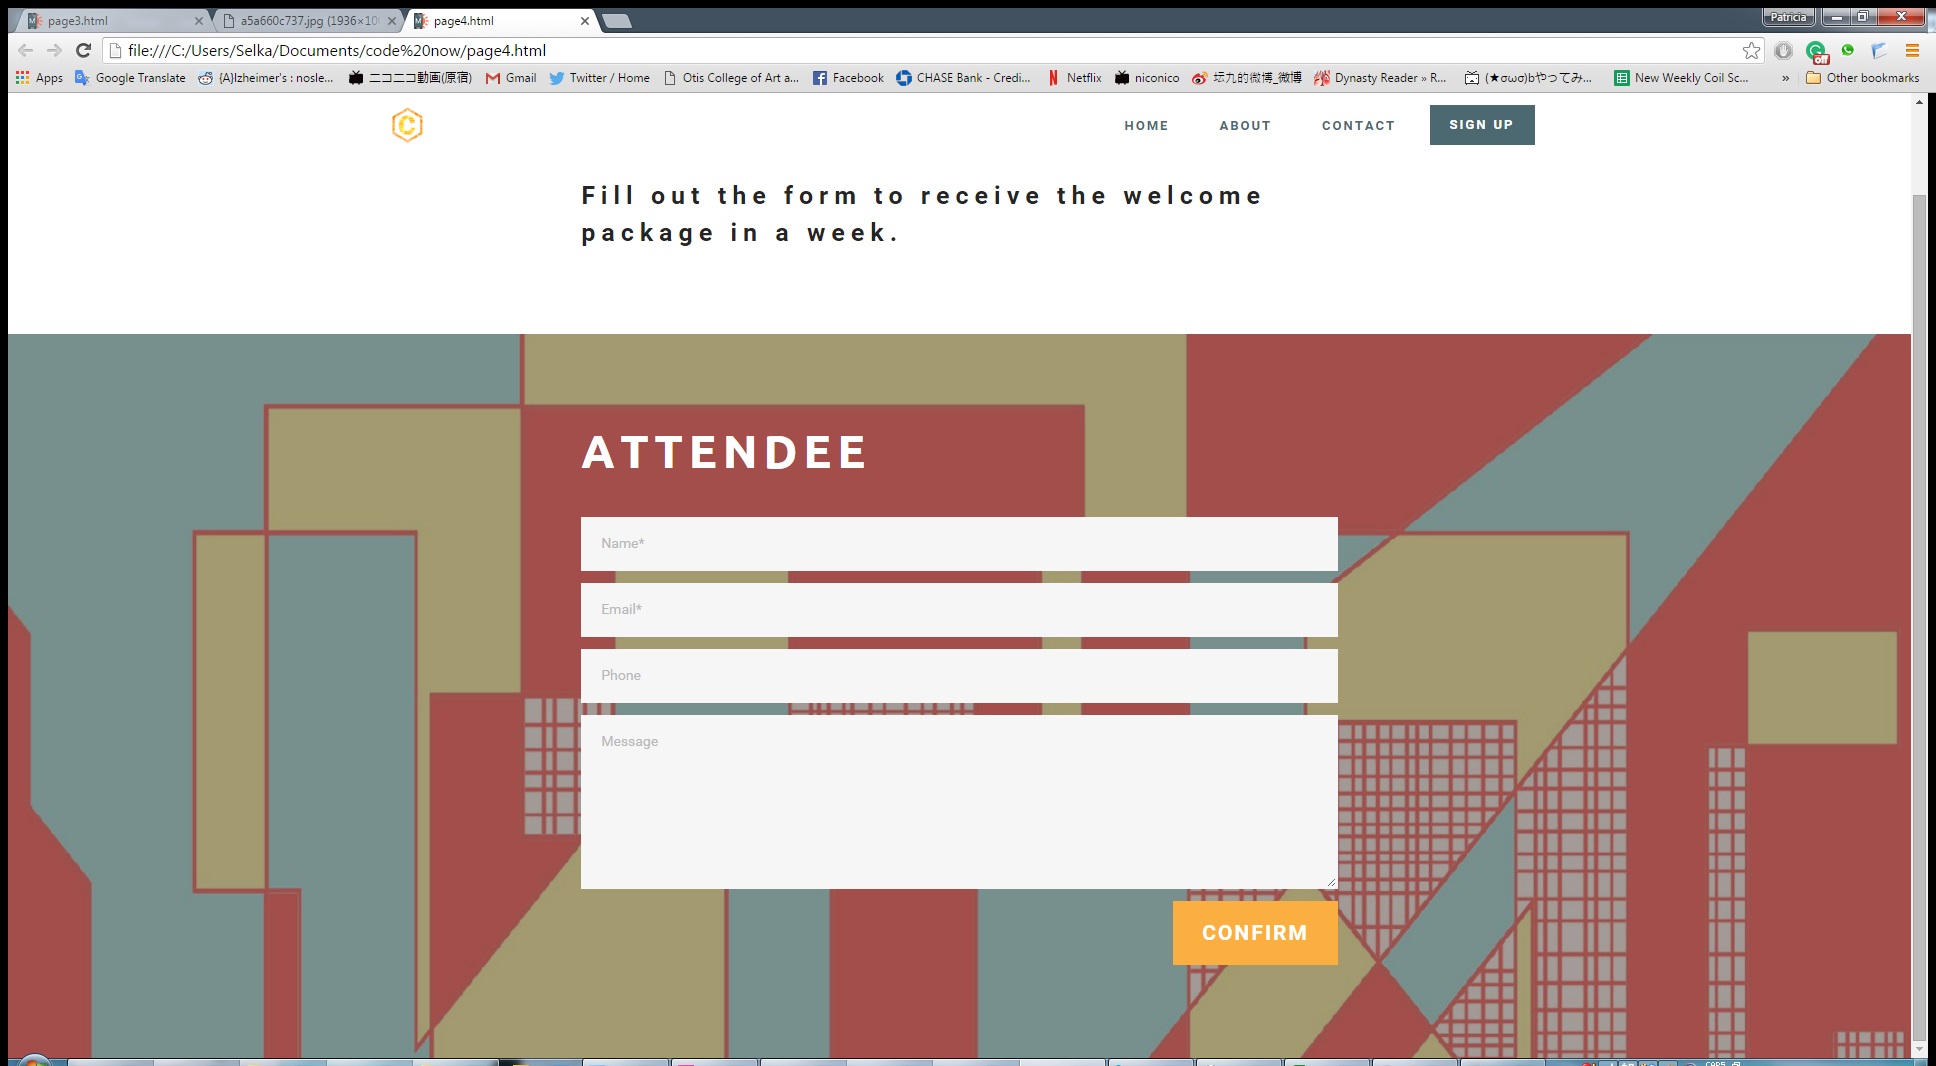 page3.html
a5a660c737.jpg (1936×10
page4.html
Patricia
file:///C:/Users/Selka/Documents/code%20now/page4.html
Apps
Google Translate
{A}lzheimer's : nosle...
ニコニコ動画(原宿)
Gmail
Twitter / Home
Otis College of Art a...
Facebook
CHASE Bank - Credi...
Netflix
niconico
坛九的微博_微博
Dynasty Reader » R...
(★σωσ)bやってみ...
New Weekly Coil Sc...
»
Other bookmarks
off
C
HOME
ABOUT
CONTACT
SIGN UP
Fill out the form to receive the welcome
package in a week.
ATTENDEE
Name*
Email*
Phone
Message
CONFIRM